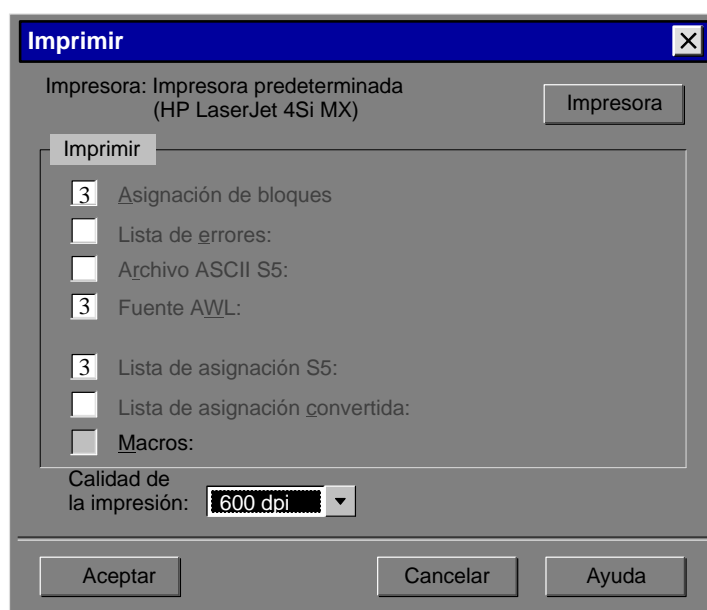 Imprimir
Impresora: Impresora predeterminada
(HP LaserJet 4Si MX)
Impresora
Imprimir
3 Asignación de bloques
Lista de errores:
Archivo ASCII S5:
3 Fuente AWL:
3 Lista de asignación S5:
Lista de asignación convertida:
Macros:
Calidad de
la impresión: 600 dpi
Aceptar Cancelar Ayuda